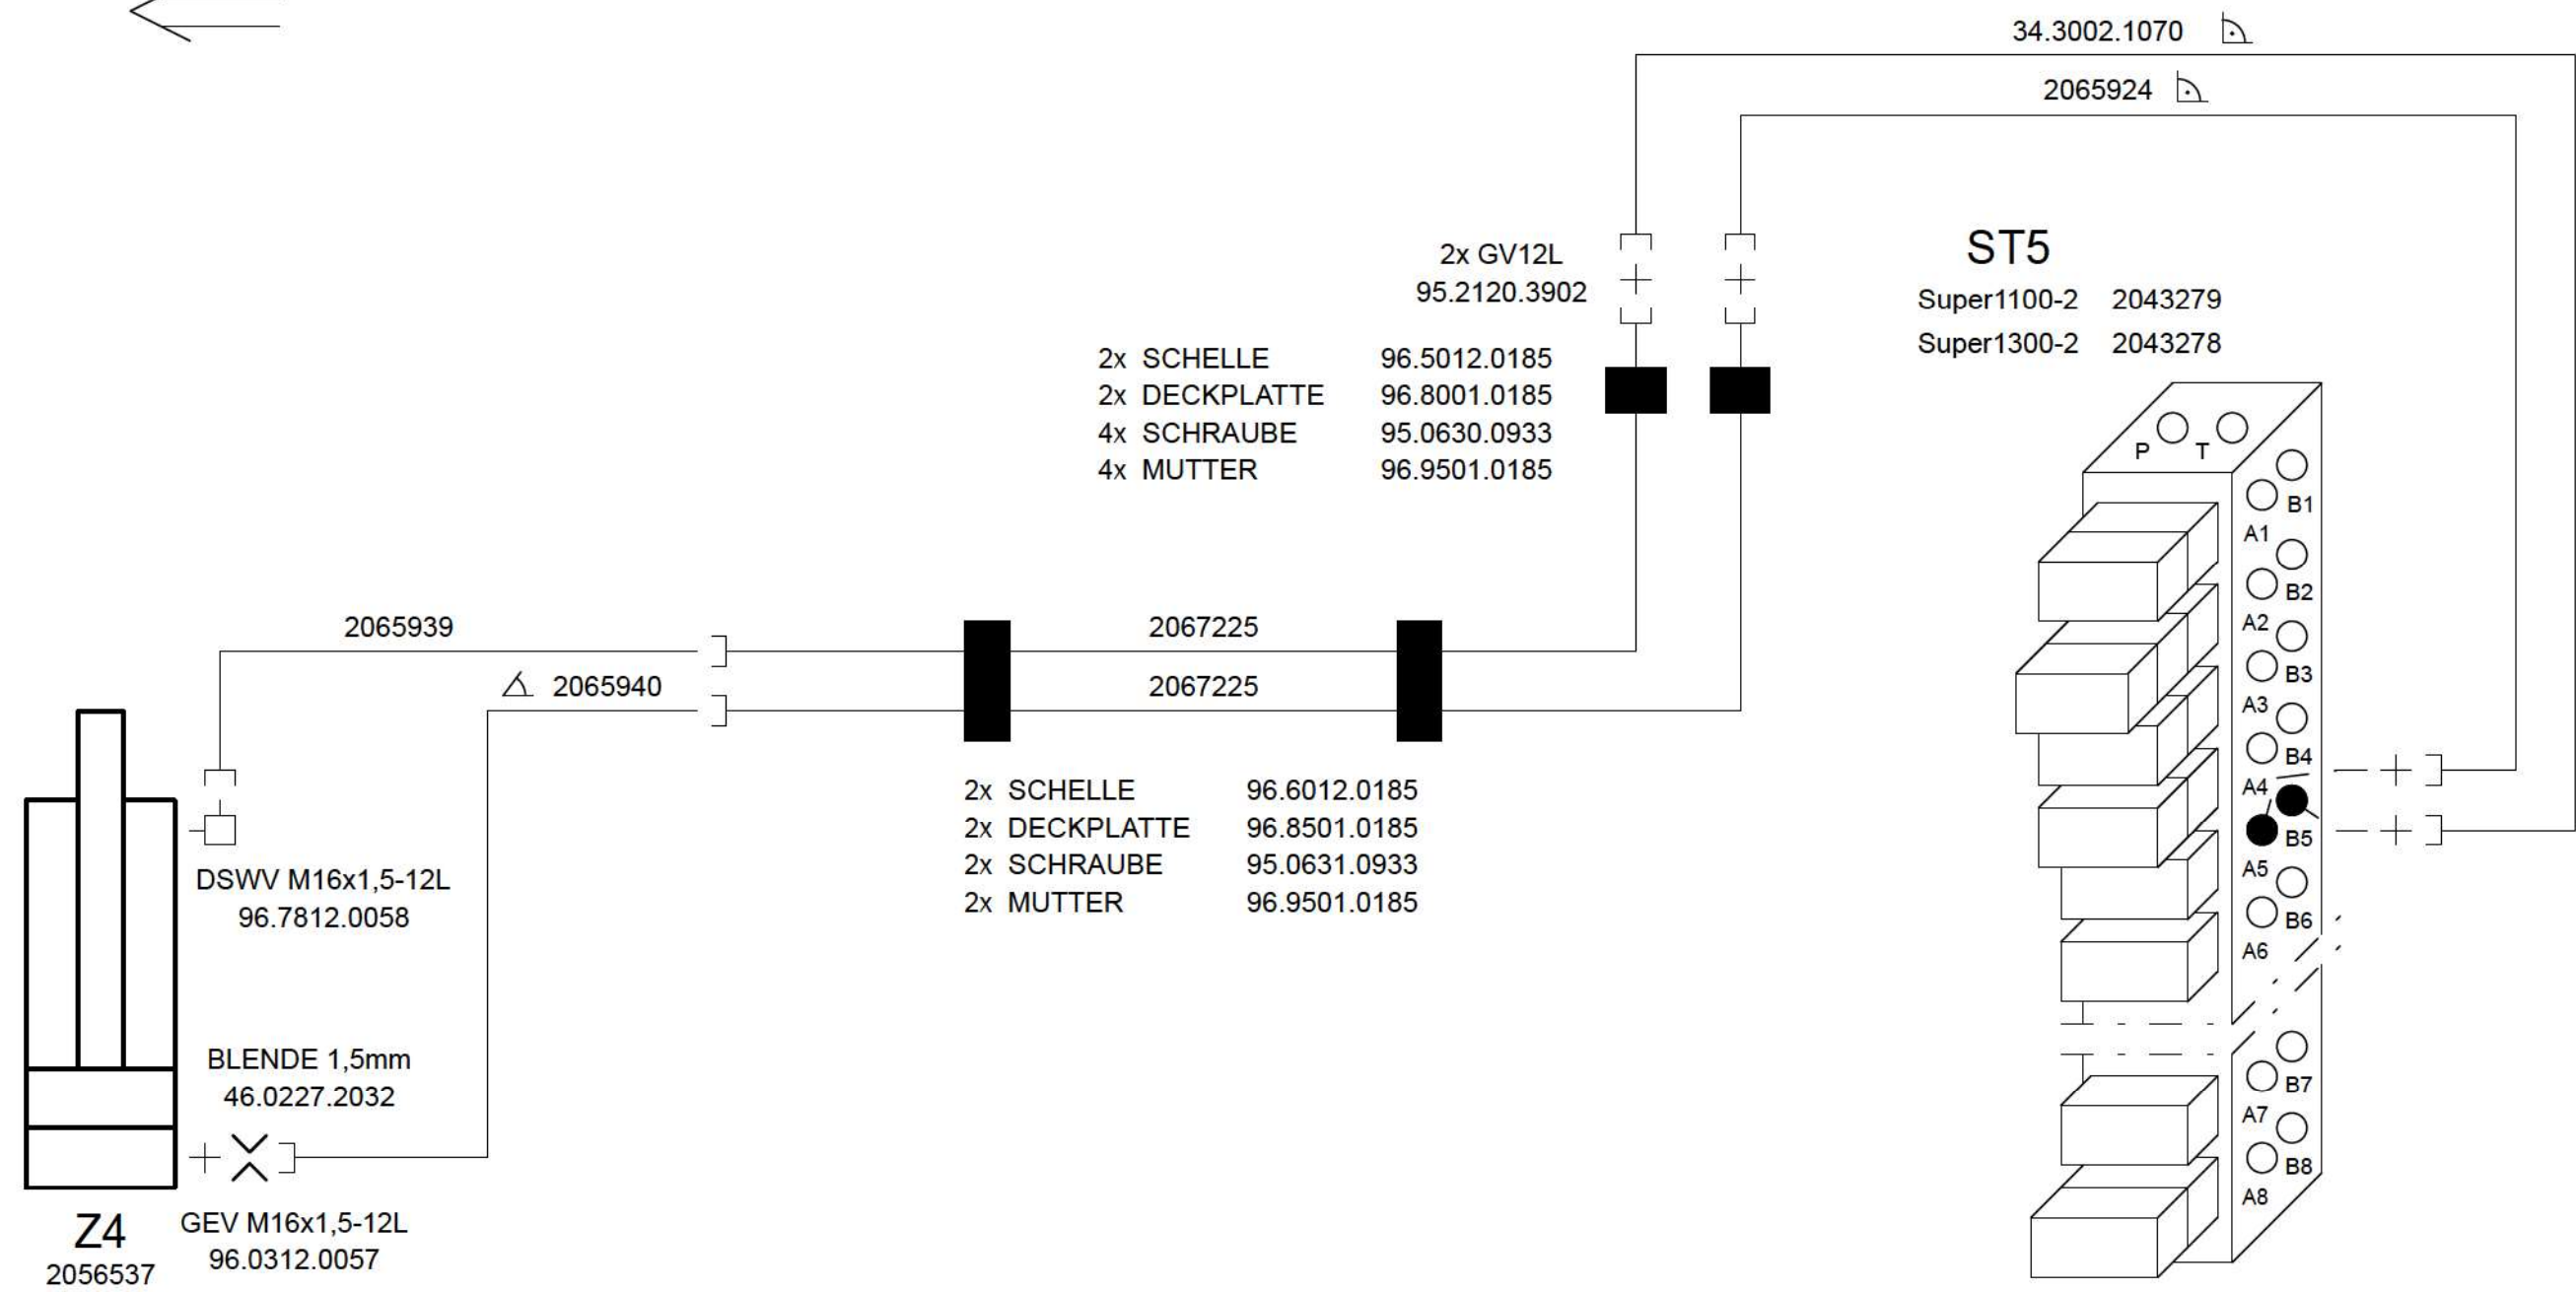 34.3002.1070
2065924
2x GV12L
95.2120.3902
ST5
Super1100-2 2043279
Super1300-2 2043278
2x SCHELLE 96.5012.0185
2x DECKPLATTE 96.8001.0185
4x SCHRAUBE 95.0630.0933
4x MUTTER 96.9501.0185
P T
B1
A1
B2
A2
B3
A3
B4
A4
B5
A5
B6
A6
B7
A7
B8
A8
2065939
2067225
2065940
2067225
2x SCHELLE 96.6012.0185
2x DECKPLATTE 96.8501.0185
2x SCHRAUBE 95.0631.0933
2x MUTTER 96.9501.0185
DSWV M16x1,5-12L
96.7812.0058
BLENDE 1,5mm
46.0227.2032
Z4
2056537
GEV M16x1,5-12L
96.0312.0057